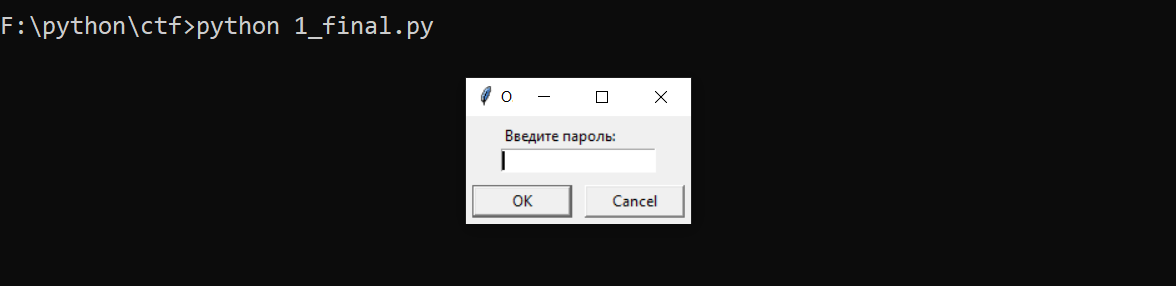 F:\python\ctf>python 1_final.py
О
Введите пароль:
OK
Cancel